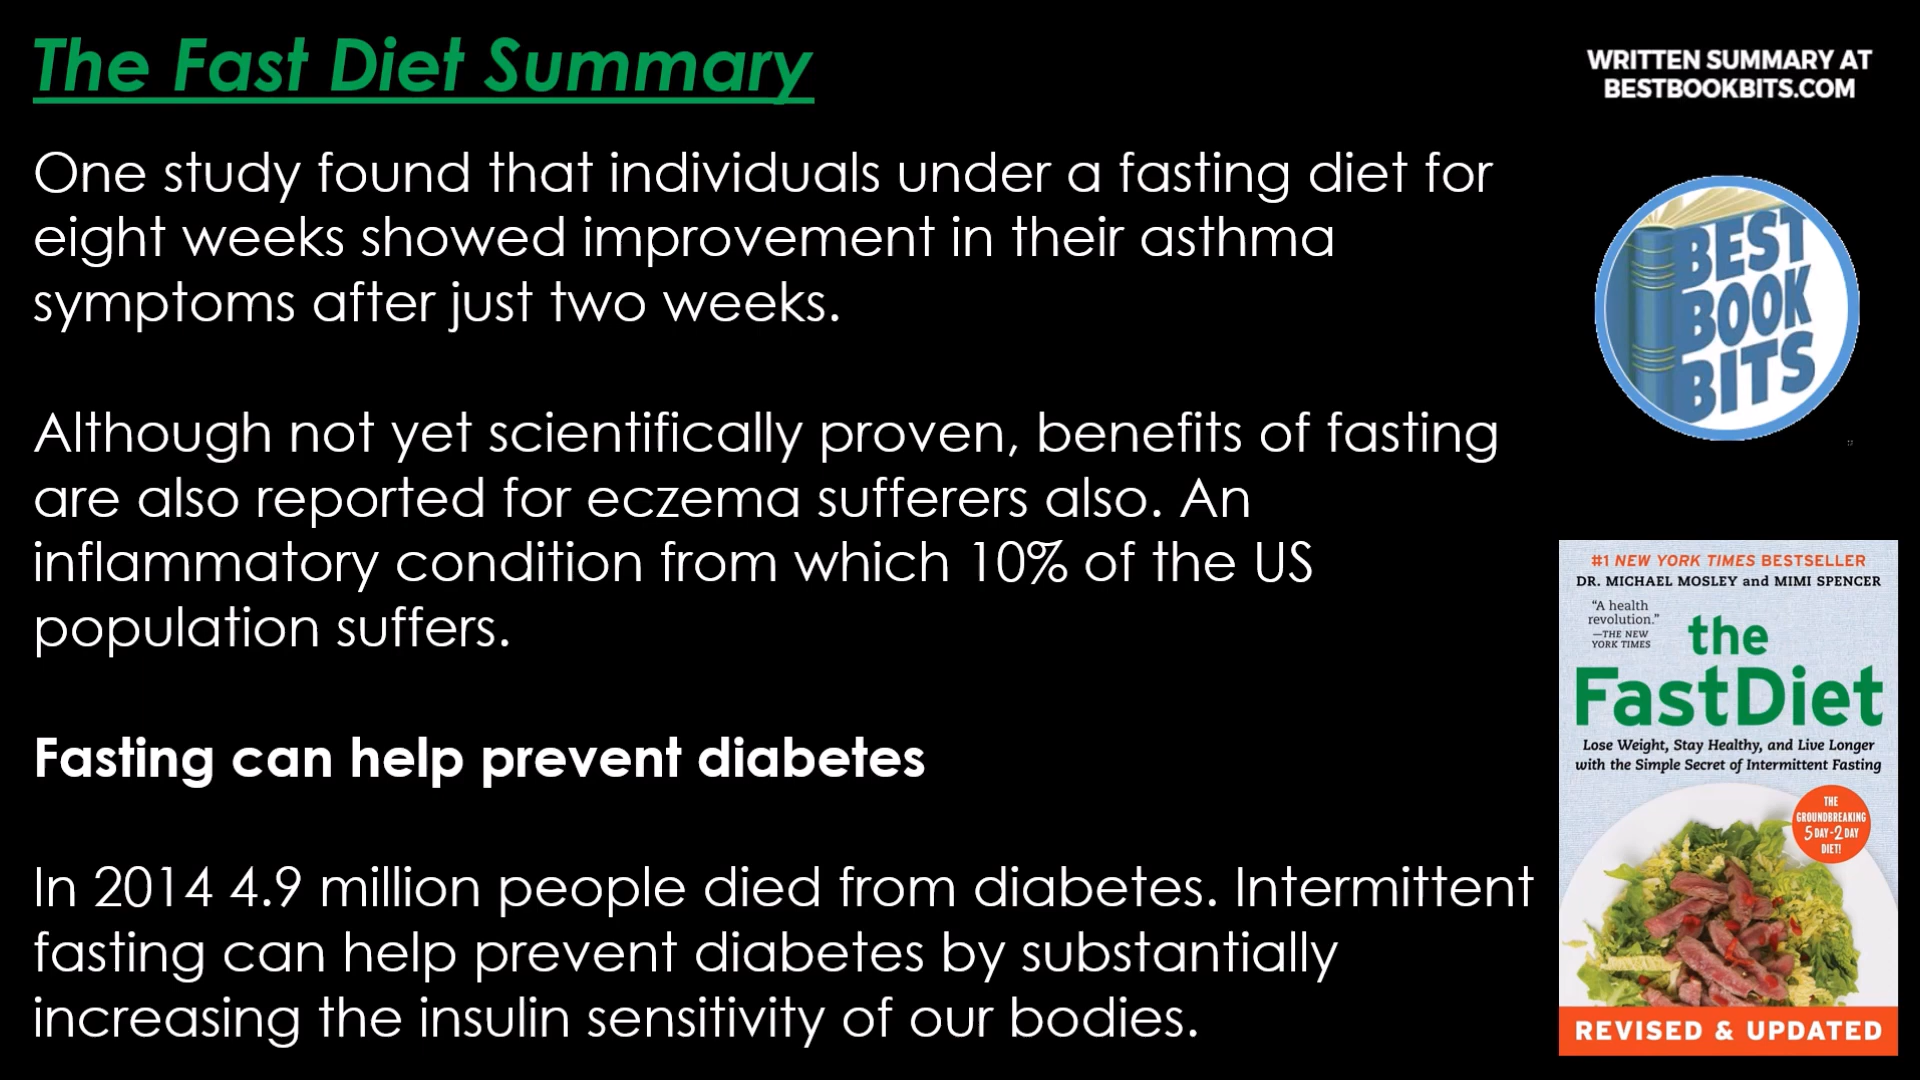 The Fast Diet Summary
WRITTEN SUMMARY AT
BESTBOOKBITS.COM
One study found that individuals under a fasting diet for
eight weeks showed improvement in their asthma
symptoms after just two weeks.
Although not yet scientifically proven, benefits of fasting
are also reported for eczema sufferers also. An
inflammatory condition from which 10% of the US
population suffers.
Fasting can help prevent diabetes
In 2014 4.9 million people died from diabetes. Intermittent
fasting can help prevent diabetes by substantially
increasing the insulin sensitivity of our bodies.
BEST
BOOK
BITS
#1 NEW YORK TIMES BESTSELLER
DR. MICHAEL MOSLEY and MIMI SPENCER
"A health
revolution."
—THE NEW
YORK TIMES
the
FastDiet
Lose Weight, Stay Healthy, and Live Longer
with the Simple Secret of Intermittent Fasting
THE
GROUNDBREAKING
5 DAY-2 DAY
DIET!
REVISED & UPDATED